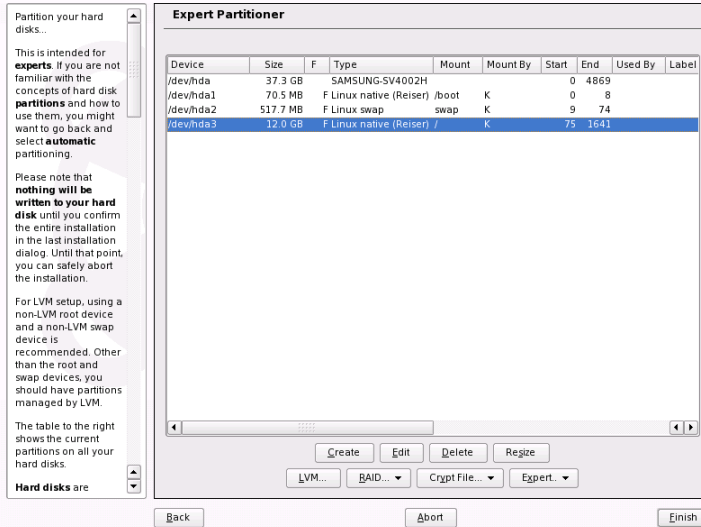 Partition your hard
disks...
This is intended for
experts. If you are not
familiar with the
concepts of hard disk
partitions and how to
use them, you might
want to go back and
select automatic
partitioning.
Please note that
nothing will be
written to your hard
disk until you confirm
the entire installation
in the last installation
dialog. Until that point,
you can safely abort
the installation.
For LVM setup, using a
non-LVM root device
and a non-LVM swap
device is
recommended. Other
than the root and
swap devices, you
should have partitions
managed by LVM.
The table to the right
shows the current
partitions on all your
hard disks.
Hard disks are
Expert Partitioner
Device Size F Type Mount Mount By Start End Used By Label
/dev/hda 37.3 GB SAMSUNG-SV4002H 0 4869
/dev/hda1 70.5 MB F Linux native (Reiser) /boot K 0 8
/dev/hda2 517.7 MB F Linux swap swap K 9 74
/dev/hda3 12.0 GB F Linux native (Reiser) / K 75 1641
Create Edit Delete Resize
LVM... RAID... Crypt File... Expert..
Back Abort Finish